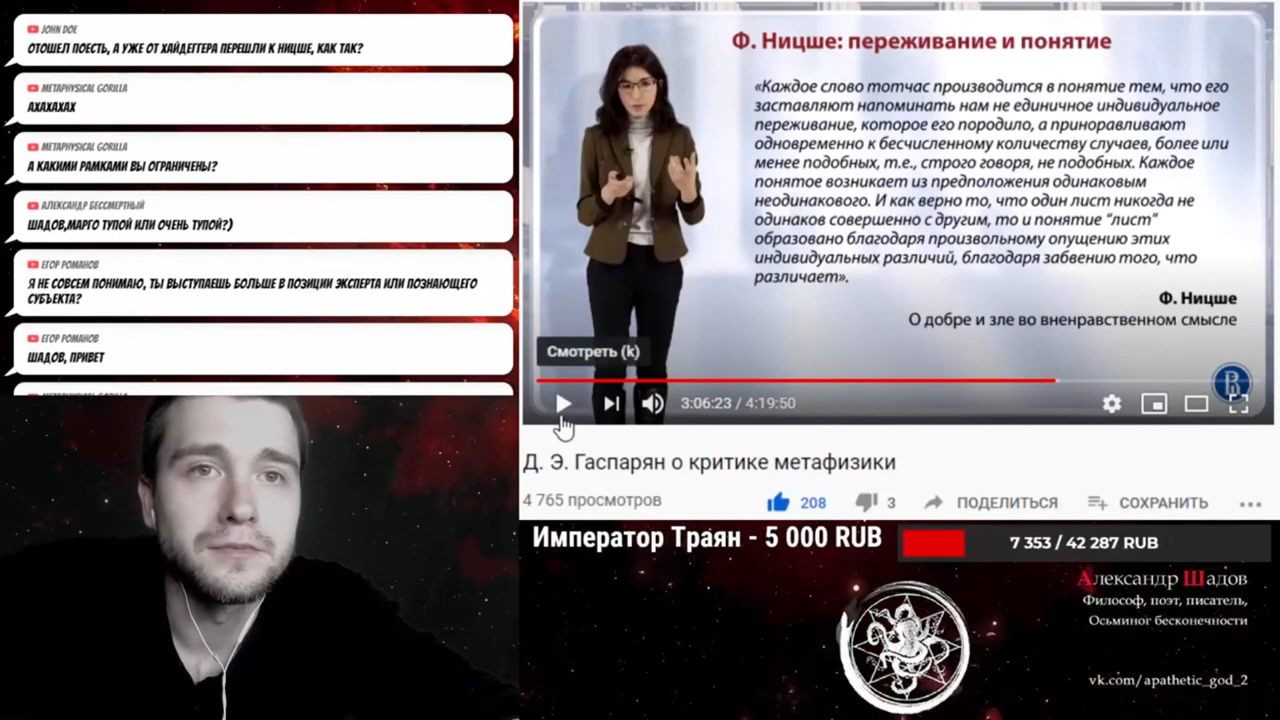 JOHN DOE
ОТОШЕЛ ПОЕСТЬ, А УЖЕ ОТ ХАЙДЕГГЕРА ПЕРЕШЛИ К НИЦШЕ, КАК ТАК?
METAPHYSICAL GORILLA
АХАХАХАХ
METAPHYSICAL GORILLA
А КАКИМИ РАМКАМИ ВЫ ОГРАНИЧЕНЫ?
АЛЕКСАНДР БЕССМЕРТНЫЙ
ШАДОВ,МАРГО ТУПОЙ ИЛИ ОЧЕНЬ ТУПОЙ?)
ЕГОР РОМАНОВ
Я НЕ СОВСЕМ ПОНИМАЮ, ТЫ ВЫСТУПАЕШЬ БОЛЬШЕ В ПОЗИЦИИ ЭКСПЕРТА ИЛИ ПОЗНАЮЩЕГО
СУБЪЕКТА?
ЕГОР РОМАНОВ
ШАДОВ, ПРИВЕТ
Ф. Ницше: переживание и понятие
«Каждое слово тотчас производится в понятие тем, что его
заставляют напоминать нам не единичное индивидуальное
переживание, которое его породило, а приноравливают
одновременно к бесчисленному количеству случаев, более или
менее подобных, т.е., строго говоря, не подобных. Каждое
понятое возникает из предположения одинаковым
неодинакового. И как верно то, что один лист никогда не
одинаков совершенно с другим, то и понятие “лист”
образовано благодаря произвольному опущению этих
индивидуальных различий, благодаря забвению того, что
различает».
Ф. Ницше
О добре и зле во вненравственном смысле
Смотреть (k)
3:06:23 / 4:19:50
Д. Э. Гаспарян о критике метафизики
4 765 просмотров
208
3
ПОДЕЛИТЬСЯ
СОХРАНИТЬ
Император Траян - 5 000 RUB
7 353 / 42 287 RUB
Александр Шадов
Философ, поэт, писатель,
Осьминог бесконечности
vk.com/apathetic_god_2